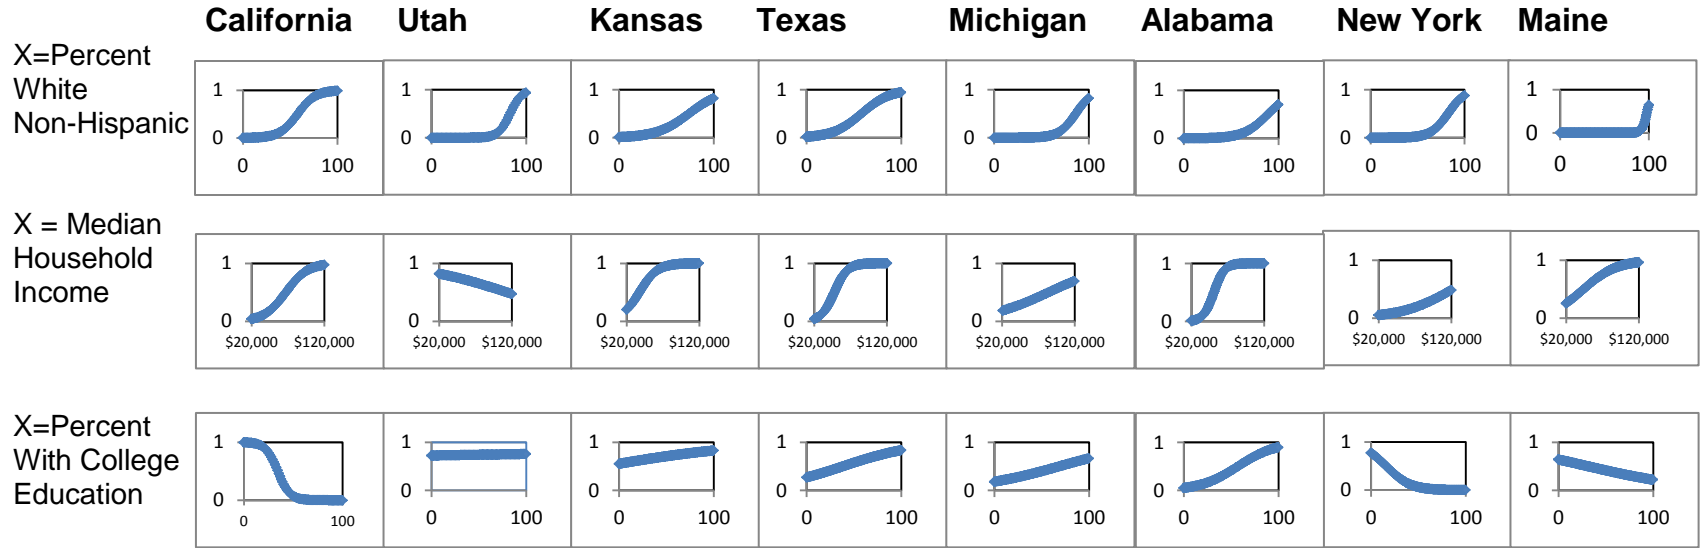 California Utah Kansas Texas Michigan Alabama New York Maine
X=Percent
White
Non-Hispanic
1 1 1 1 1 1 1 1
0 0 0 0 0 0 0 0
0 100 0 100 0 100 0 100 0 100 0 100 0 100 0 100
X = Median
Household
Income
1 1 1 1 1 1 1 1
0 0 0 0 0 0 0 0
$20,000 $120,000 $20,000 $120,000 $20,000 $120,000 $20,000 $120,000 $20,000 $120,000 $20,000 $120,000 $20,000 $120,000 $20,000 $120,000
X=Percent
With College
Education
1 1 1 1 1 1 1 1
0 0 0 0 0 0 0 0
0 100 0 100 0 100 0 100 0 100 0 100 0 100 0 100